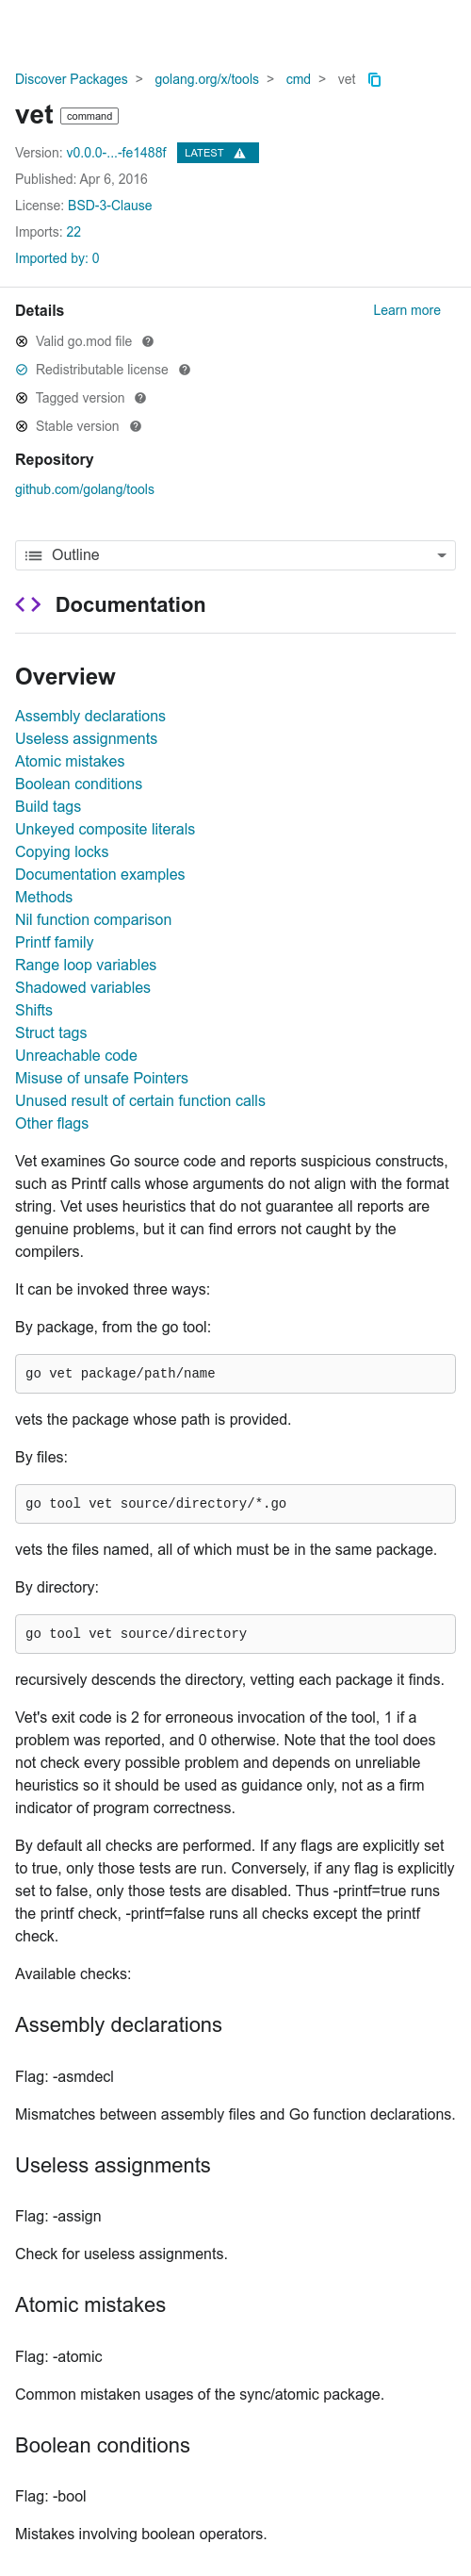 Discover Packages > golang.org/x/tools > cmd > vet
vet command
Version: v0.0.0-...-fe1488f LATEST
Published: Apr 6, 2016
License: BSD-3-Clause
Imports: 22
Imported by: 0
Details Learn more
Valid go.mod file
Redistributable license
Tagged version
Stable version
Repository
github.com/golang/tools
Outline
Documentation
Overview
Assembly declarations
Useless assignments
Atomic mistakes
Boolean conditions
Build tags
Unkeyed composite literals
Copying locks
Documentation examples
Methods
Nil function comparison
Printf family
Range loop variables
Shadowed variables
Shifts
Struct tags
Unreachable code
Misuse of unsafe Pointers
Unused result of certain function calls
Other flags
Vet examines Go source code and reports suspicious constructs,
such as Printf calls whose arguments do not align with the format
string. Vet uses heuristics that do not guarantee all reports are
genuine problems, but it can find errors not caught by the
compilers.
It can be invoked three ways:
By package, from the go tool:
go vet package/path/name
vets the package whose path is provided.
By files:
go tool vet source/directory/*.go
vets the files named, all of which must be in the same package.
By directory:
go tool vet source/directory
recursively descends the directory, vetting each package it finds.
Vet's exit code is 2 for erroneous invocation of the tool, 1 if a
problem was reported, and 0 otherwise. Note that the tool does
not check every possible problem and depends on unreliable
heuristics so it should be used as guidance only, not as a firm
indicator of program correctness.
By default all checks are performed. If any flags are explicitly set
to true, only those tests are run. Conversely, if any flag is explicitly
set to false, only those tests are disabled. Thus -printf=true runs
the printf check, -printf=false runs all checks except the printf
check.
Available checks:
Assembly declarations
Flag: -asmdecl
Mismatches between assembly files and Go function declarations.
Useless assignments
Flag: -assign
Check for useless assignments.
Atomic mistakes
Flag: -atomic
Common mistaken usages of the sync/atomic package.
Boolean conditions
Flag: -bool
Mistakes involving boolean operators.